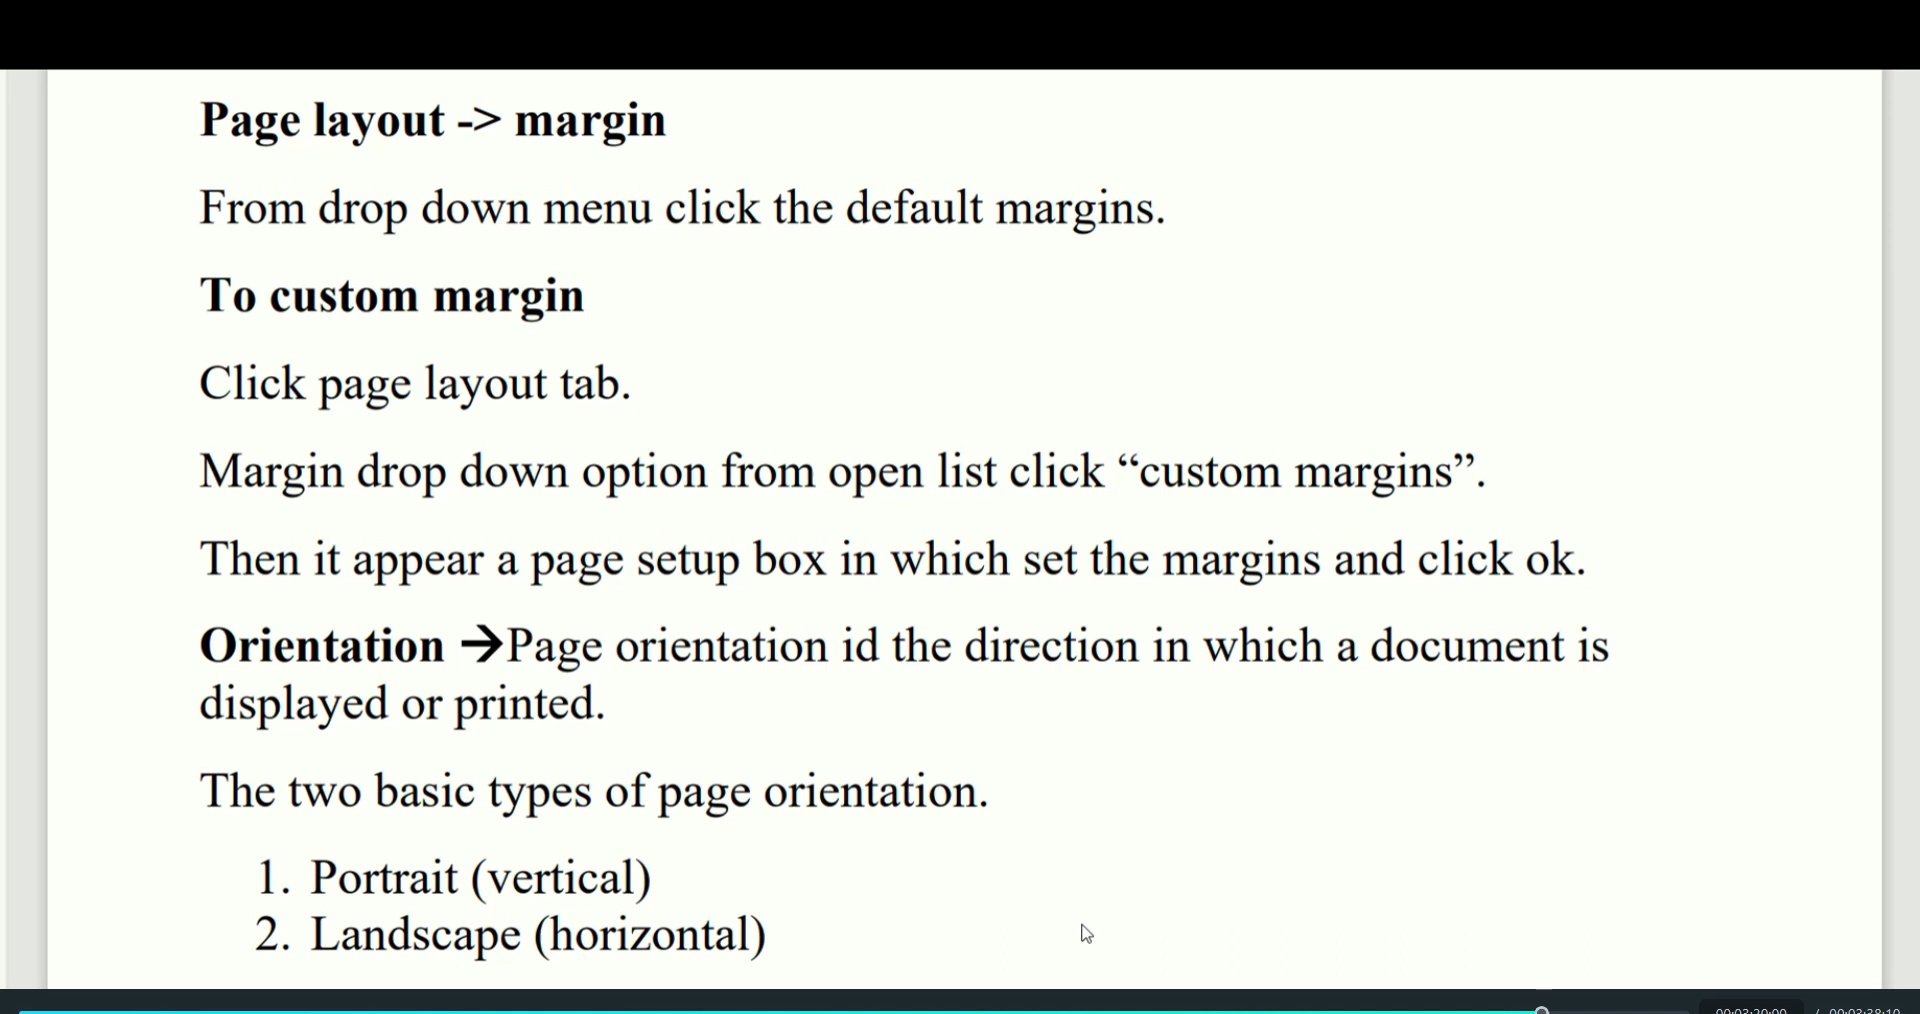 Page layout -> margin
From drop down menu click the default margins.
To custom margin
Click page layout tab.
Margin drop down option from open list click “custom margins”.
Then it appear a page setup box in which set the margins and click ok.
Orientation →Page orientation id the direction in which a document is
displayed or printed.
The two basic types of page orientation.
1. Portrait (vertical)
2. Landscape (horizontal)